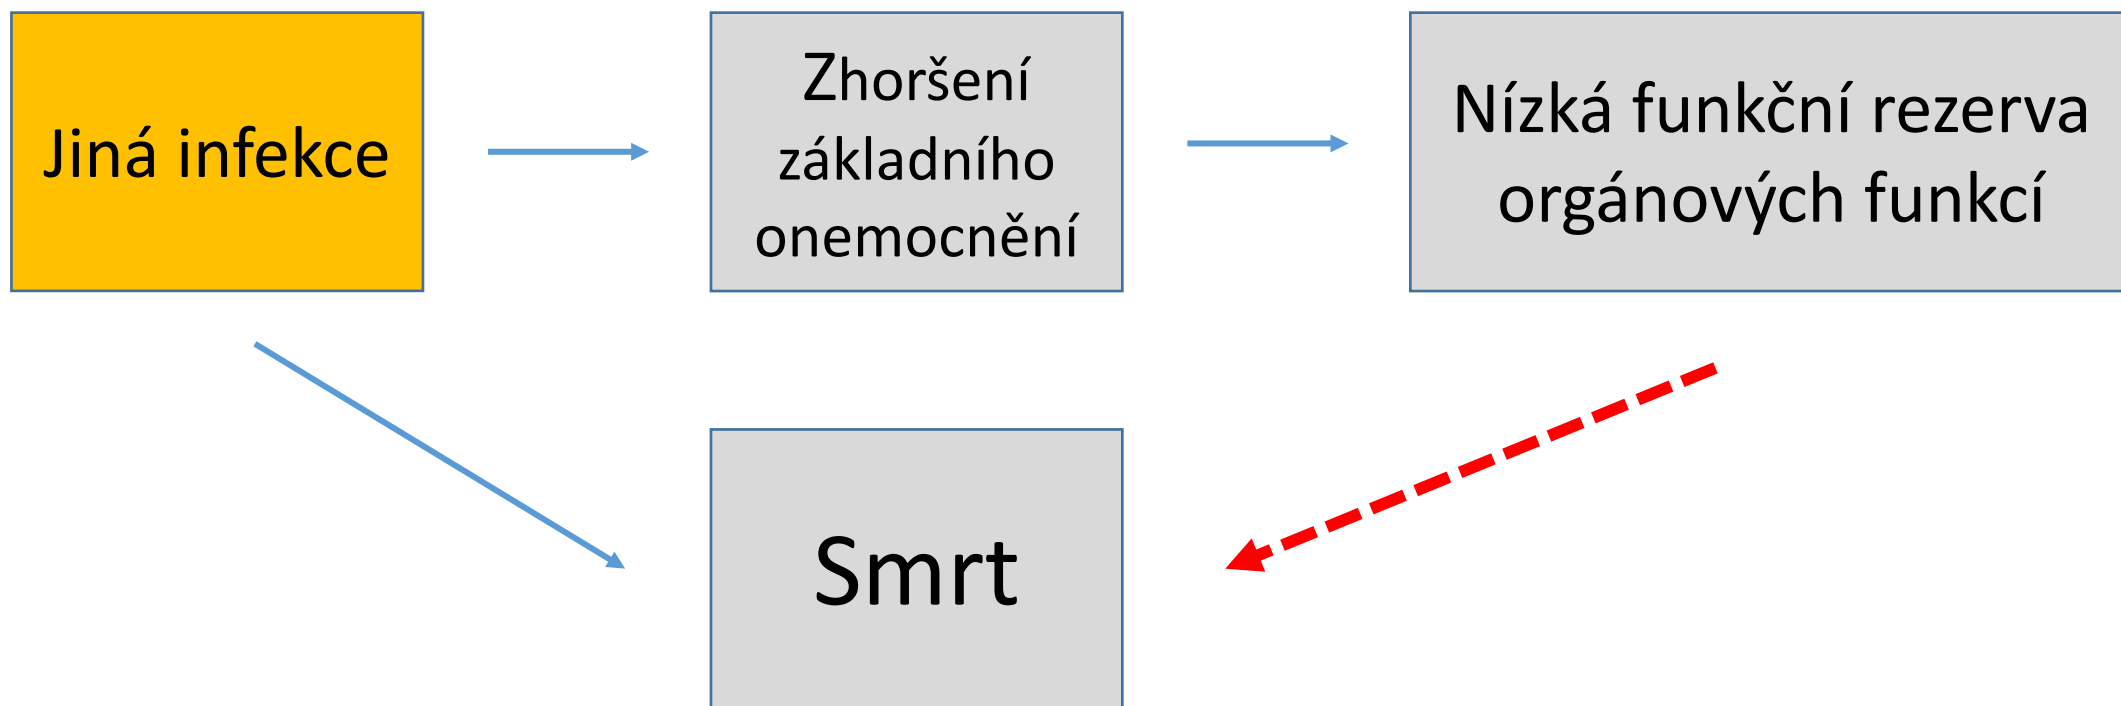 Jiná infekce
Zhoršení
základního
onemocnění
Nízká funkční rezerva
orgánových funkcí
Smrt